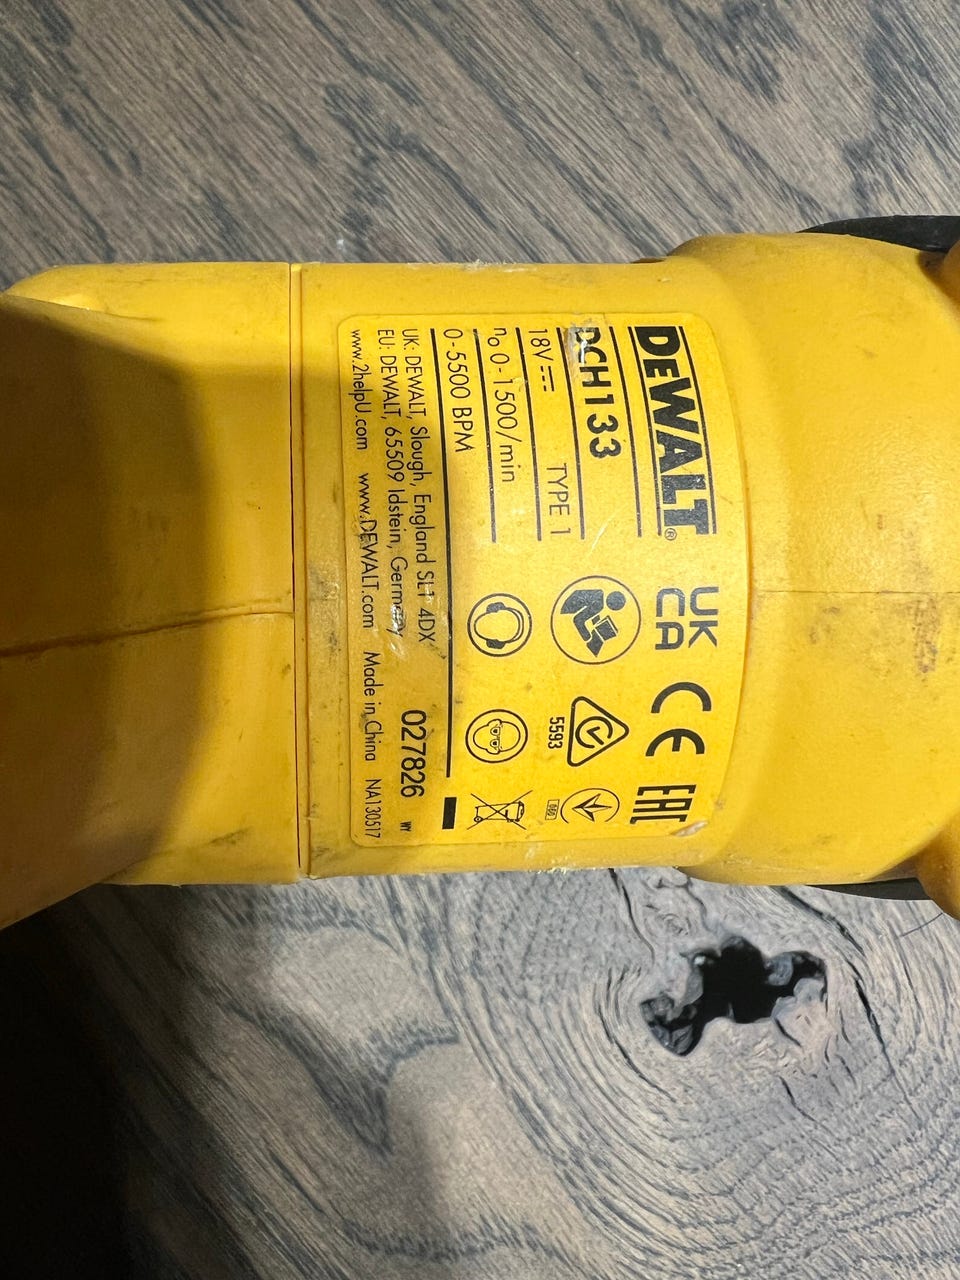 DEWALT®
DCH133
18V TYPE 1
n₀ 0-1500/min
0-5500 BPM
UK
CA
CE
EAC
5593
UK: DEWALT, Slough, England SL1 4DX
027826
WY
EU: DEWALT, 65509 Idstein, Germany
www.2helpU.com www.DEWALT.com Made in China NA130517